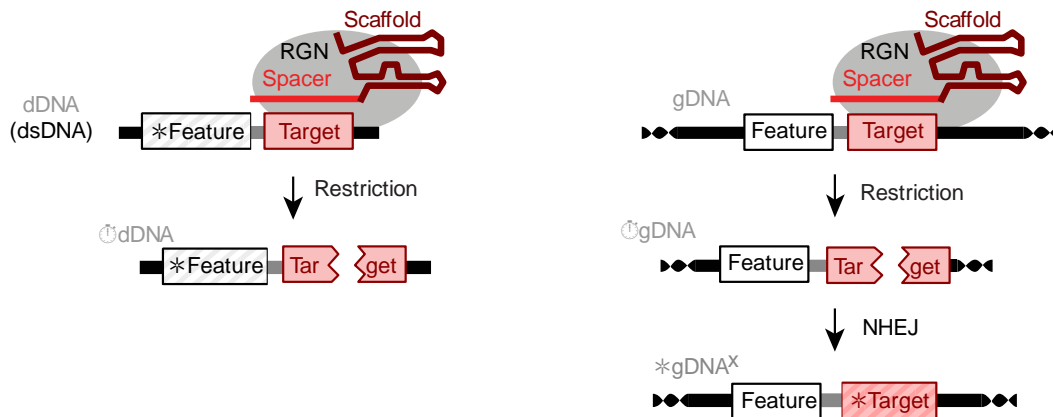 Scaffold
RGN
Spacer
dDNA
(dsDNA)
*Feature
Target
Restriction
⏱dDNA
*Feature
Tar
get
Scaffold
RGN
Spacer
gDNA
Feature
Target
Restriction
⏱gDNA
Feature
Tar
get
NHEJ
*gDNAˣ
Feature
*Target